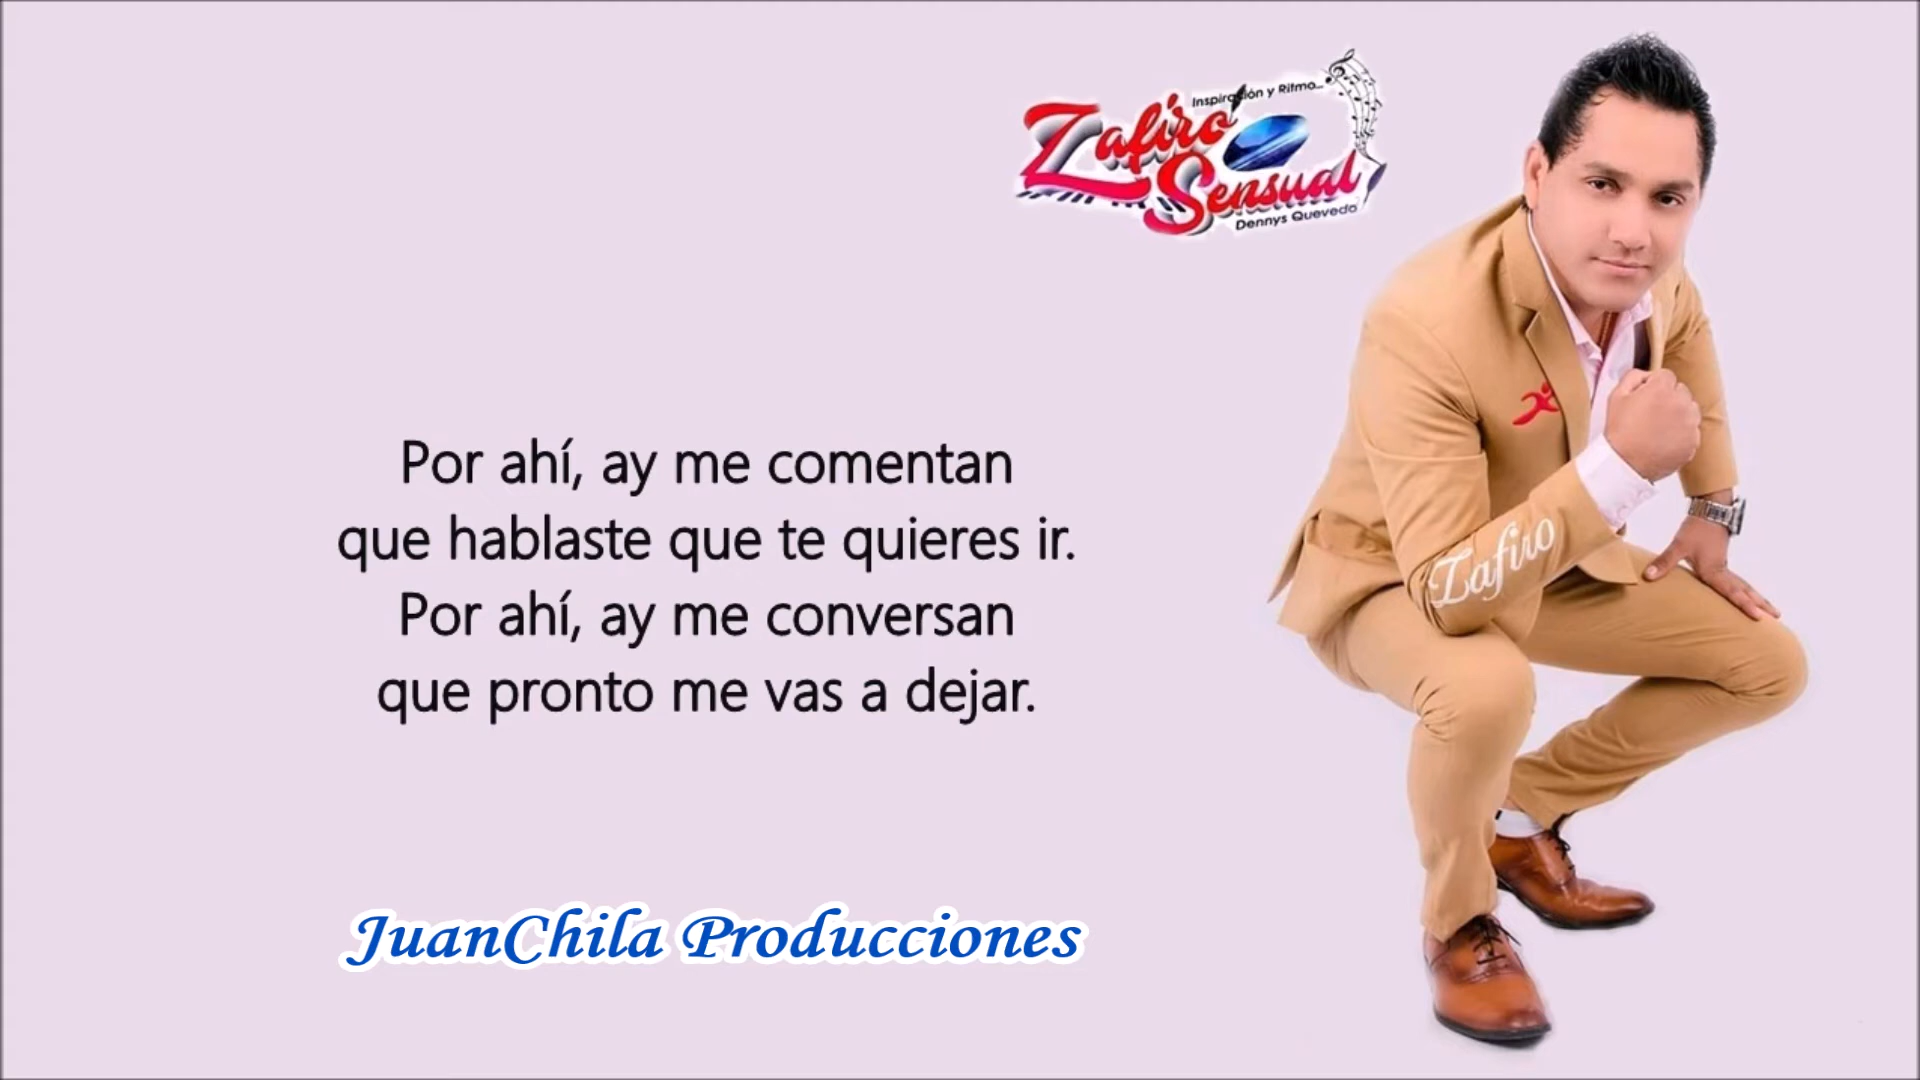 Inspiración y Ritmo...
Zafiro
Sensual
Dennys Quevedo
Por ahí, ay me comentan
que hablaste que te quieres ir.
Por ahí, ay me conversan
que pronto me vas a dejar.
Zafiro
JuanChila Producciones